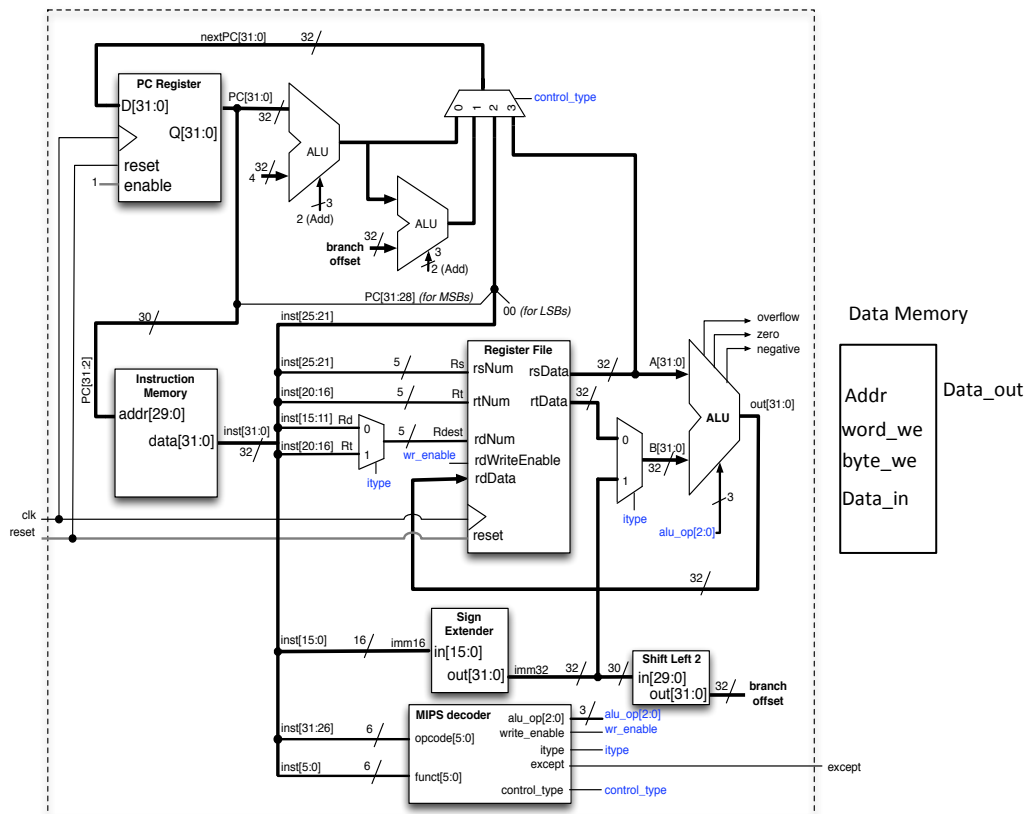 nextPC[31:0] 32
PC Register
D[31:0]
Q[31:0]
reset
1 enable
PC[31:0]
32
ALU
32
4
3
2 (Add)
0 1 2 3
control_type
ALU
32
branch
offset
3
2 (Add)
PC[31:28] (for MSBs)
00 (for LSBs)
30
PC[31:2]
inst[25:21]
Instruction
Memory
addr[29:0]
data[31:0]
inst[31:0]
32
inst[25:21] 5 Rs
inst[20:16] 5 Rt
inst[15:11] Rd 0
inst[20:16] Rt 1
itype
5 Rdest
wr_enable
Register File
rsNum rsData
rtNum rtData
rdNum
rdWriteEnable
rdData
reset
32
32
0
1
itype
A[31:0]
B[31:0]
32
ALU
3
alu_op[2:0]
overflow
zero
negative
out[31:0]
32
clk
reset
Data Memory
Addr
word_we
byte_we
Data_in
Data_out
inst[15:0] 16 imm16
Sign
Extender
in[15:0]
out[31:0]
imm32 32 30
Shift Left 2
in[29:0]
out[31:0]
32
branch
offset
MIPS decoder
inst[31:26] 6 opcode[5:0]
inst[5:0] 6 funct[5:0]
alu_op[2:0] 3 alu_op[2:0]
write_enable wr_enable
itype itype
except except
control_type control_type